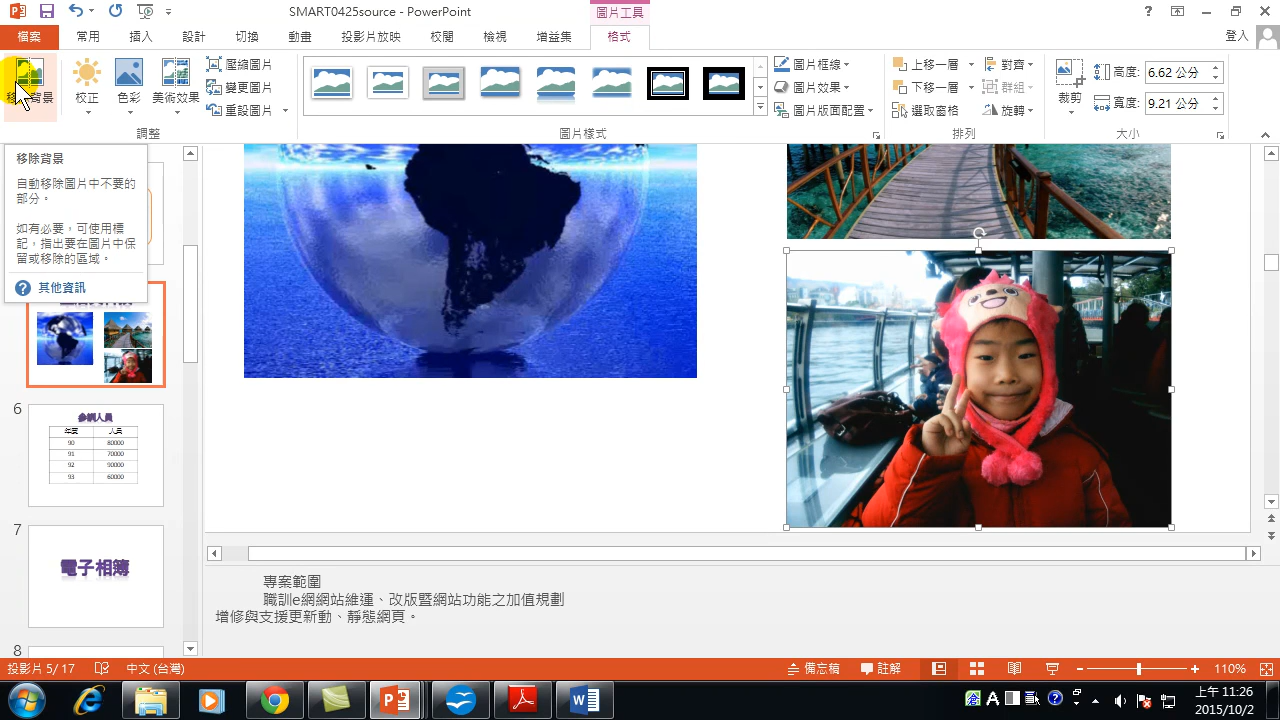 SMART0425source - PowerPoint
圖片工具
檔案 常用 插入 設計 切換 動畫 投影片放映 校閱 檢視 增益集 格式 登入
校正 色彩 美術效果
壓縮圖片
變更圖片
重設圖片
調整
圖片樣式
圖片框線
圖片效果
圖片版面配置
上移一層
下移一層
選取窗格
對齊
群組
旋轉
排列
裁剪
高度: 6.62 公分
寬度: 9.21 公分
大小
移除背景
自動移除圖片中不要的
部分。
如有必要，可使用標
記，指出要在圖片中保
留或移除的區域。
其他資訊
6
參訓人員
年度 人員
90 80000
91 70000
92 90000
93 60000
7
電子相簿
8
專案範圍
職訓e網網站維運、改版暨網站功能之加值規劃
增修與支援更新動、靜態網頁。
投影片 5/ 17 中文 (台灣) 備忘稿 註解 110%
上午 11:26
2015/10/2